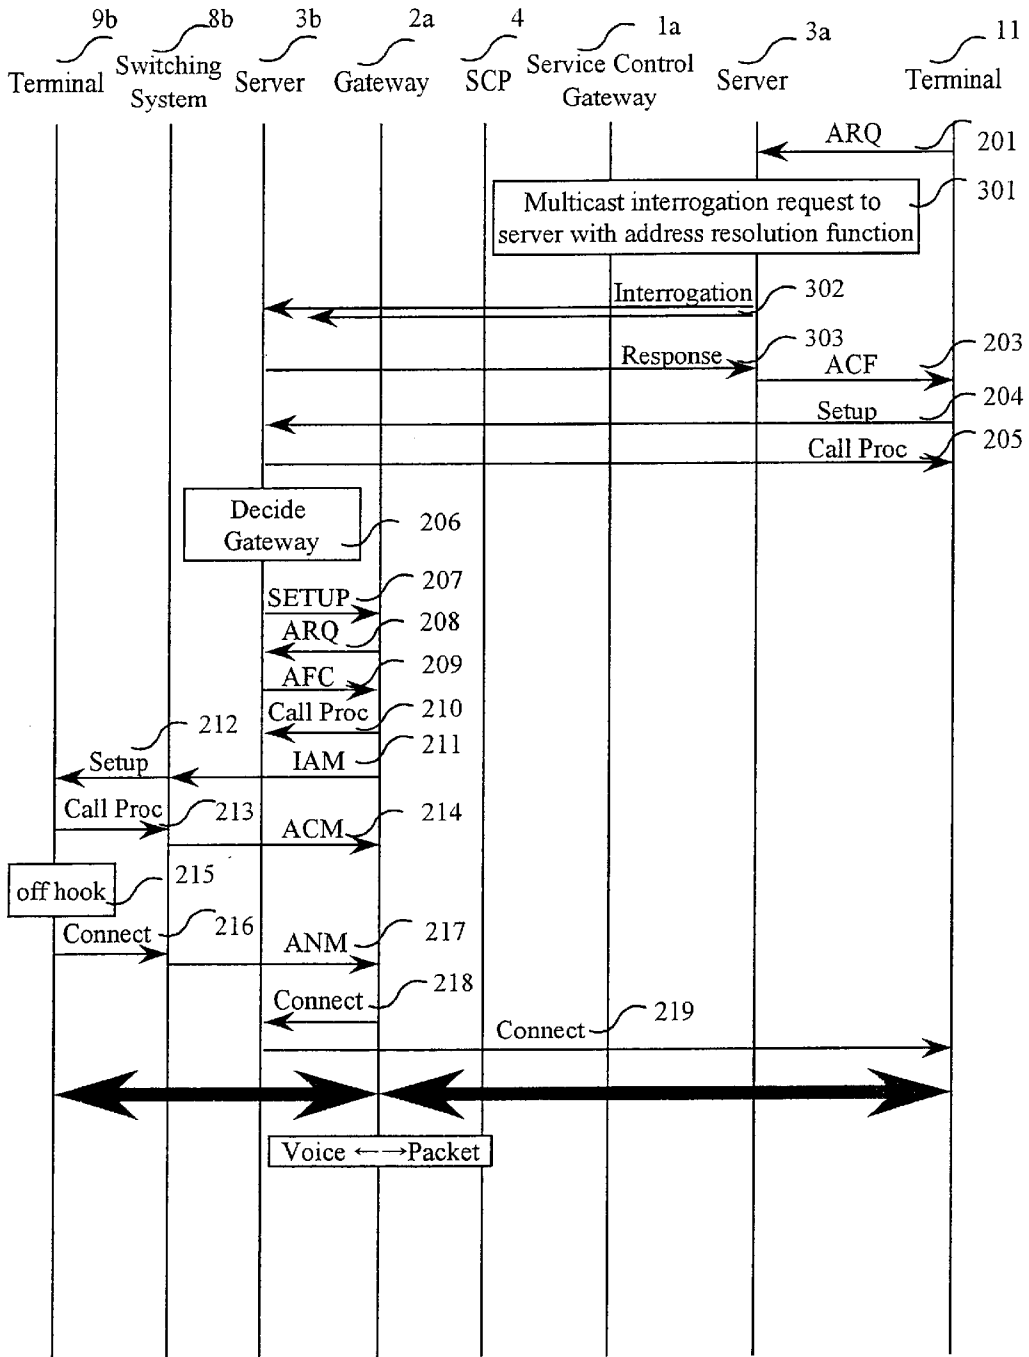 9b 8b 3b 2a 4 1a 3a 11
Terminal Switching System Server Gateway SCP Service Control Gateway Server Terminal
ARQ 201
Multicast interrogation request to 301
server with address resolution function
Interrogation 302
Response 303
ACF 203
Setup 204
Call Proc 205
Decide
Gateway 206
SETUP 207
ARQ 208
AFC 209
Call Proc 210
IAM 211
Setup 212
Call Proc 213
ACM 214
off hook 215
Connect 216
ANM 217
Connect 218
Connect 219
Voice ←-→Packet